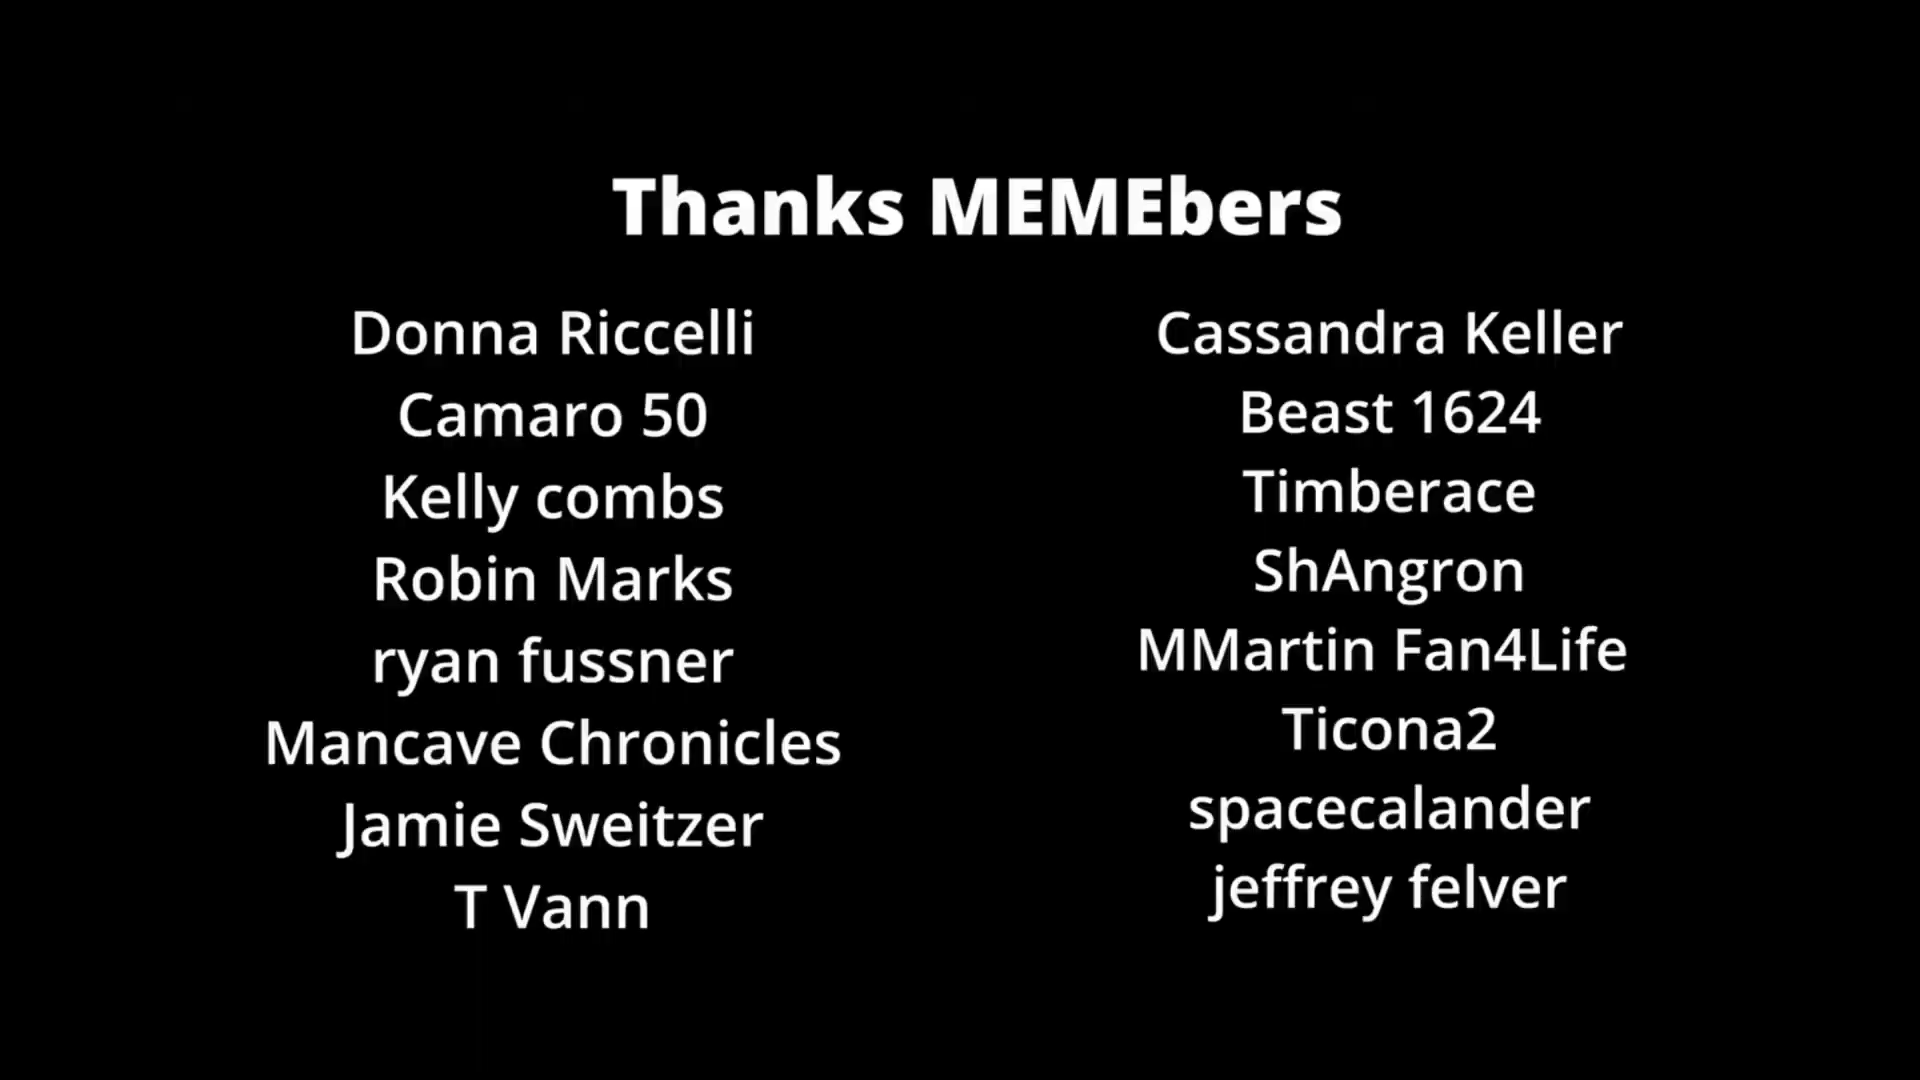 Thanks MEMEbers
Donna Riccelli
Camaro 50
Kelly combs
Robin Marks
ryan fussner
Mancave Chronicles
Jamie Sweitzer
T Vann
Cassandra Keller
Beast 1624
Timberace
ShAngron
MMartin Fan4Life
Ticona2
spacecalander
jeffrey felver